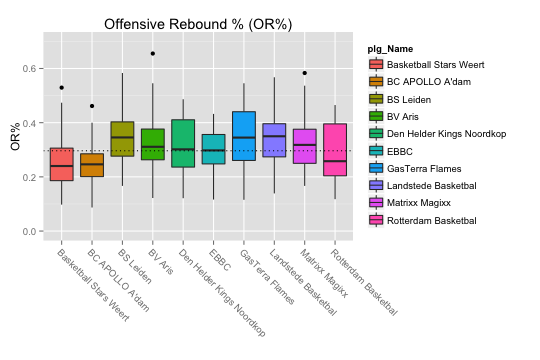 Offensive Rebound % (OR%)
OR%
0.6
0.4
0.2
0.0
Basketball Stars Weert
BC APOLLO A'dam
BS Leiden
BV Aris
Den Helder Kings Noordkop
EBBC
GasTerra Flames
Landstede Basketbal
Matrixx Magixx
Rotterdam Basketbal
plg_Name
Basketball Stars Weert
BC APOLLO A'dam
BS Leiden
BV Aris
Den Helder Kings Noordkop
EBBC
GasTerra Flames
Landstede Basketbal
Matrixx Magixx
Rotterdam Basketbal